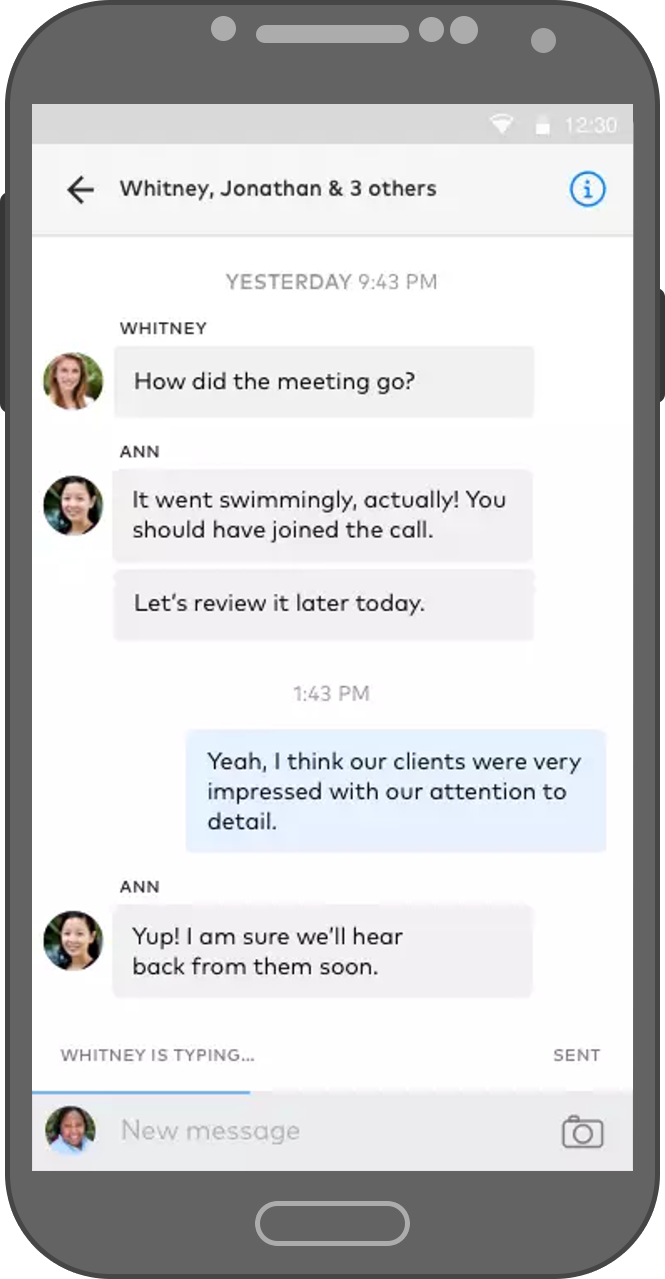 12:30
Whitney, Jonathan & 3 others
YESTERDAY 9:43 PM
WHITNEY
How did the meeting go?
ANN
It went swimmingly, actually! You
should have joined the call.
Let’s review it later today.
1:43 PM
Yeah, I think our clients were very
impressed with our attention to
detail.
ANN
Yup! I am sure we’ll hear
back from them soon.
WHITNEY IS TYPING... SENT
New message